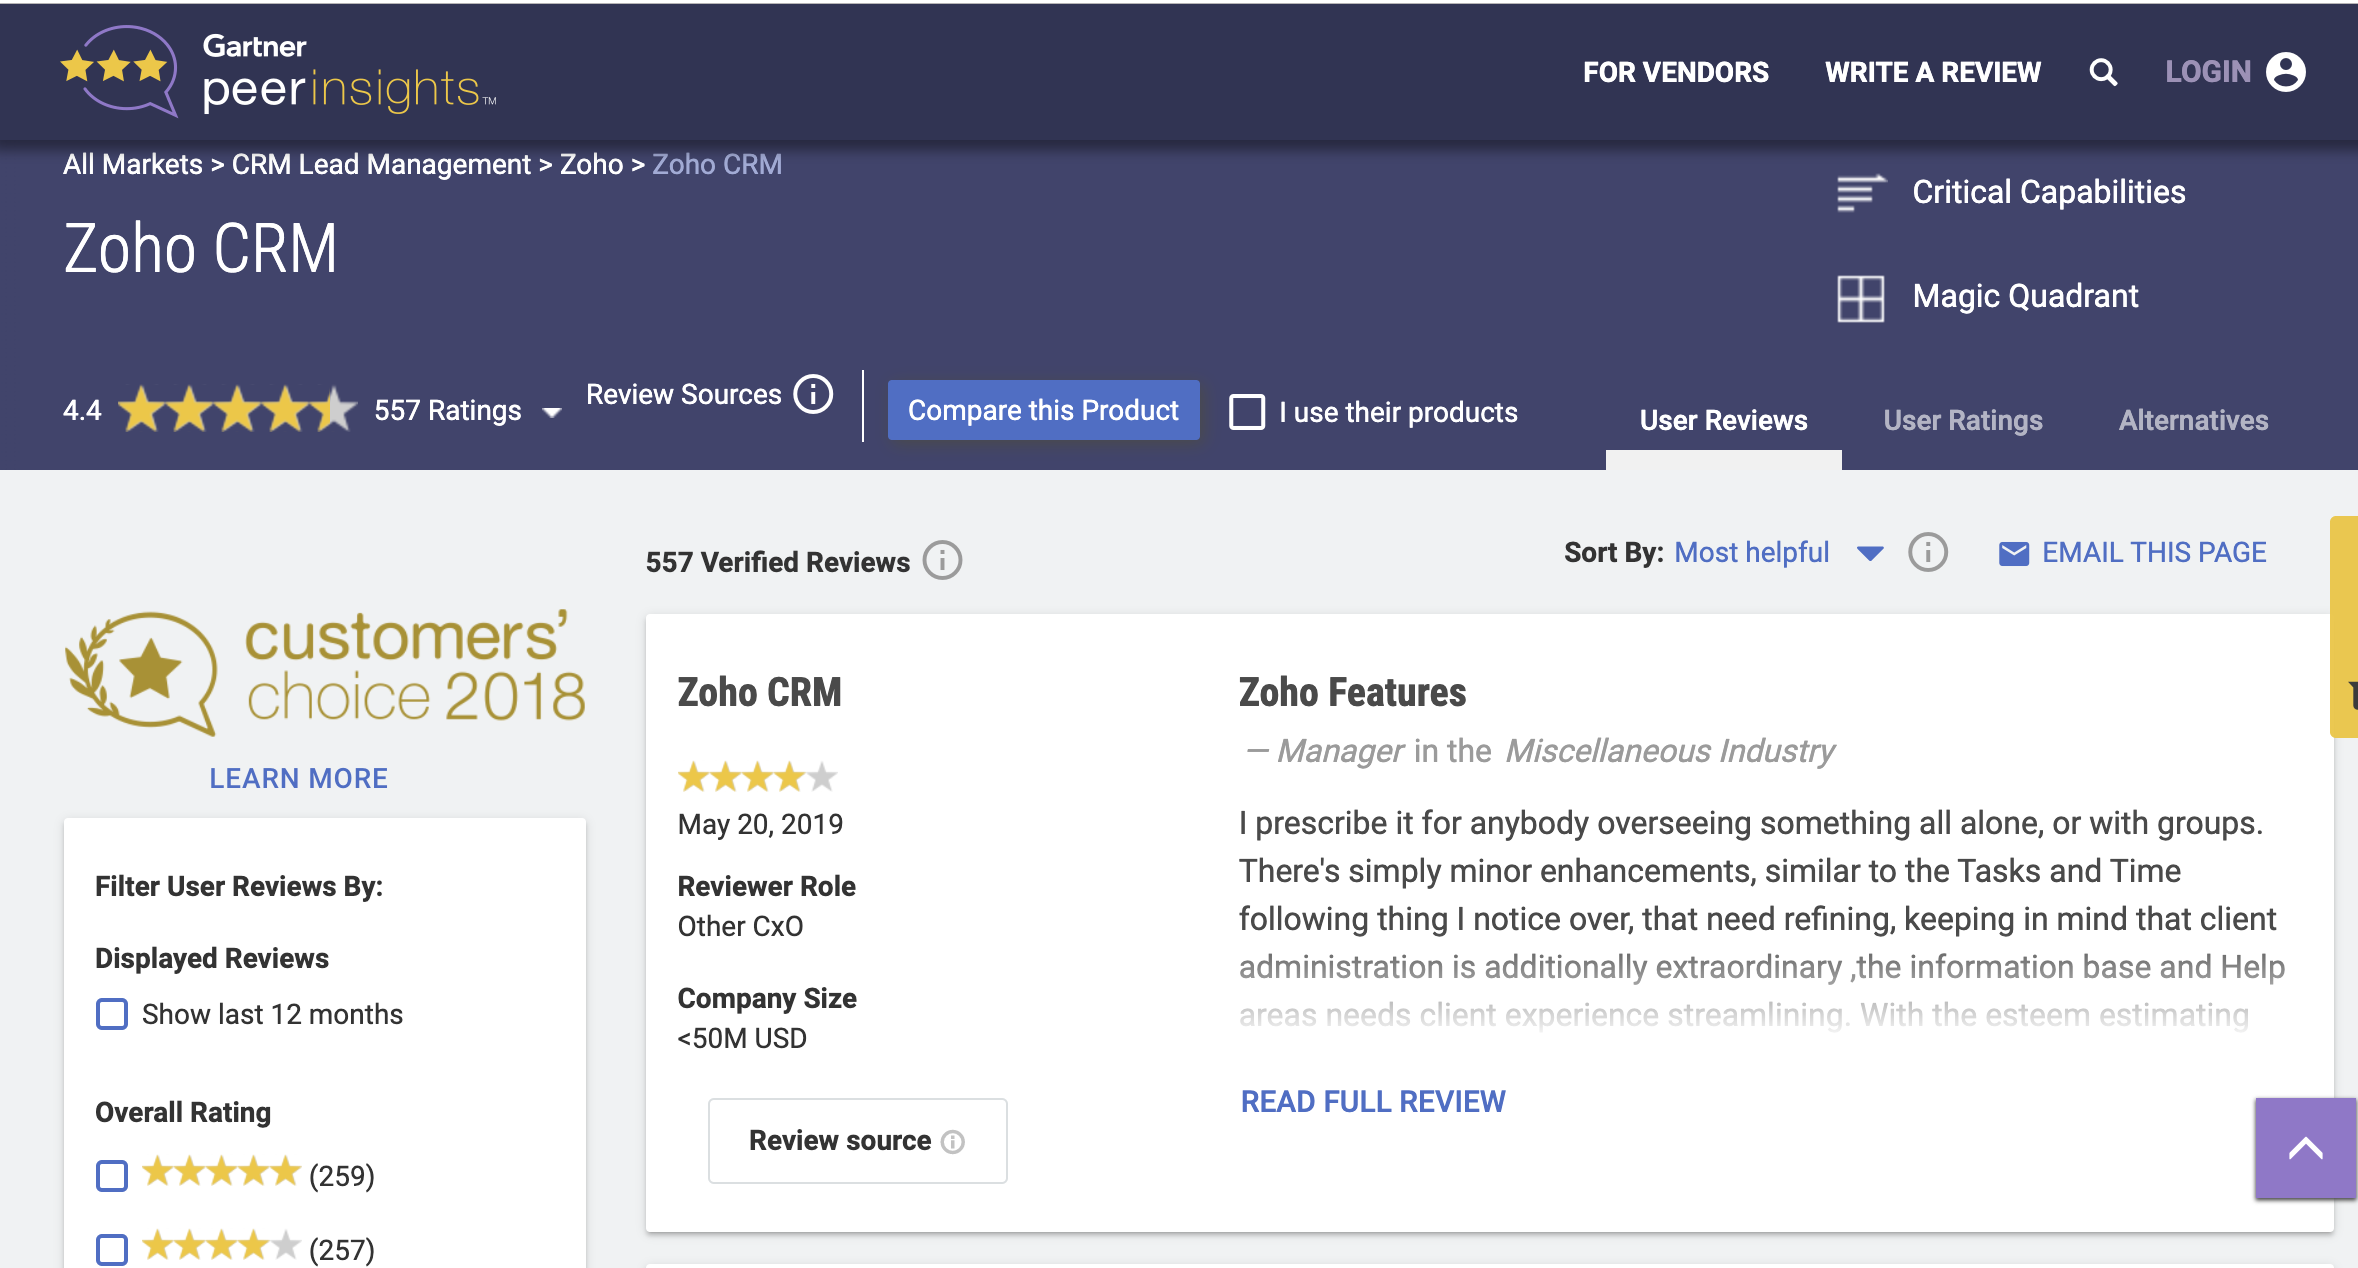 Gartner
peerinsights™
FOR VENDORS
WRITE A REVIEW
LOGIN
All Markets > CRM Lead Management > Zoho > Zoho CRM
Zoho CRM
Critical Capabilities
Magic Quadrant
4.4
557 Ratings
Review Sources
Compare this Product
I use their products
User Reviews
User Ratings
Alternatives
customers’
choice 2018
LEARN MORE
Filter User Reviews By:
Displayed Reviews
Show last 12 months
Overall Rating
(259)
(257)
557 Verified Reviews
Sort By: Most helpful
EMAIL THIS PAGE
Zoho CRM
May 20, 2019
Reviewer Role
Other CxO
Company Size
<50M USD
Review source
Zoho Features
– Manager in the Miscellaneous Industry
I prescribe it for anybody overseeing something all alone, or with groups.
There's simply minor enhancements, similar to the Tasks and Time
following thing I notice over, that need refining, keeping in mind that client
administration is additionally extraordinary ,the information base and Help
areas needs client experience streamlining. With the esteem estimating
READ FULL REVIEW